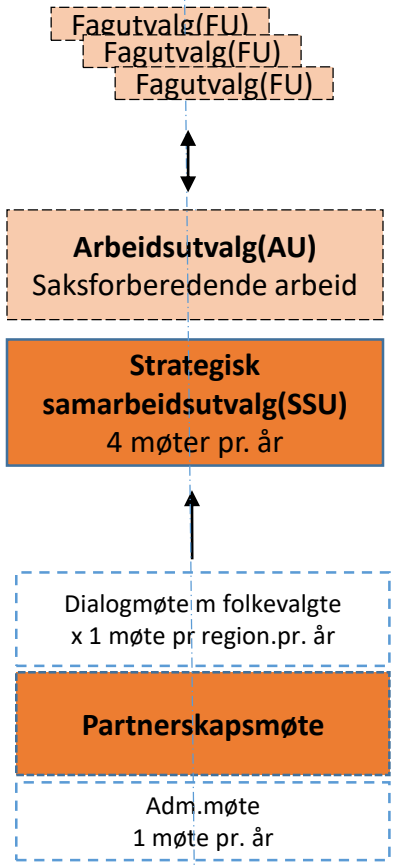 Fagutvalg(FU)
Fagutvalg(FU)
Fagutvalg(FU)
Arbeidsutvalg(AU)
Saksforberedende arbeid
Strategisk
samarbeidsutvalg(SSU)
4 møter pr. år
Dialogmøte m folkevalgte
x 1 møte pr region.pr. år
Partnerskapsmøte
Adm.møte
1 møte pr. år